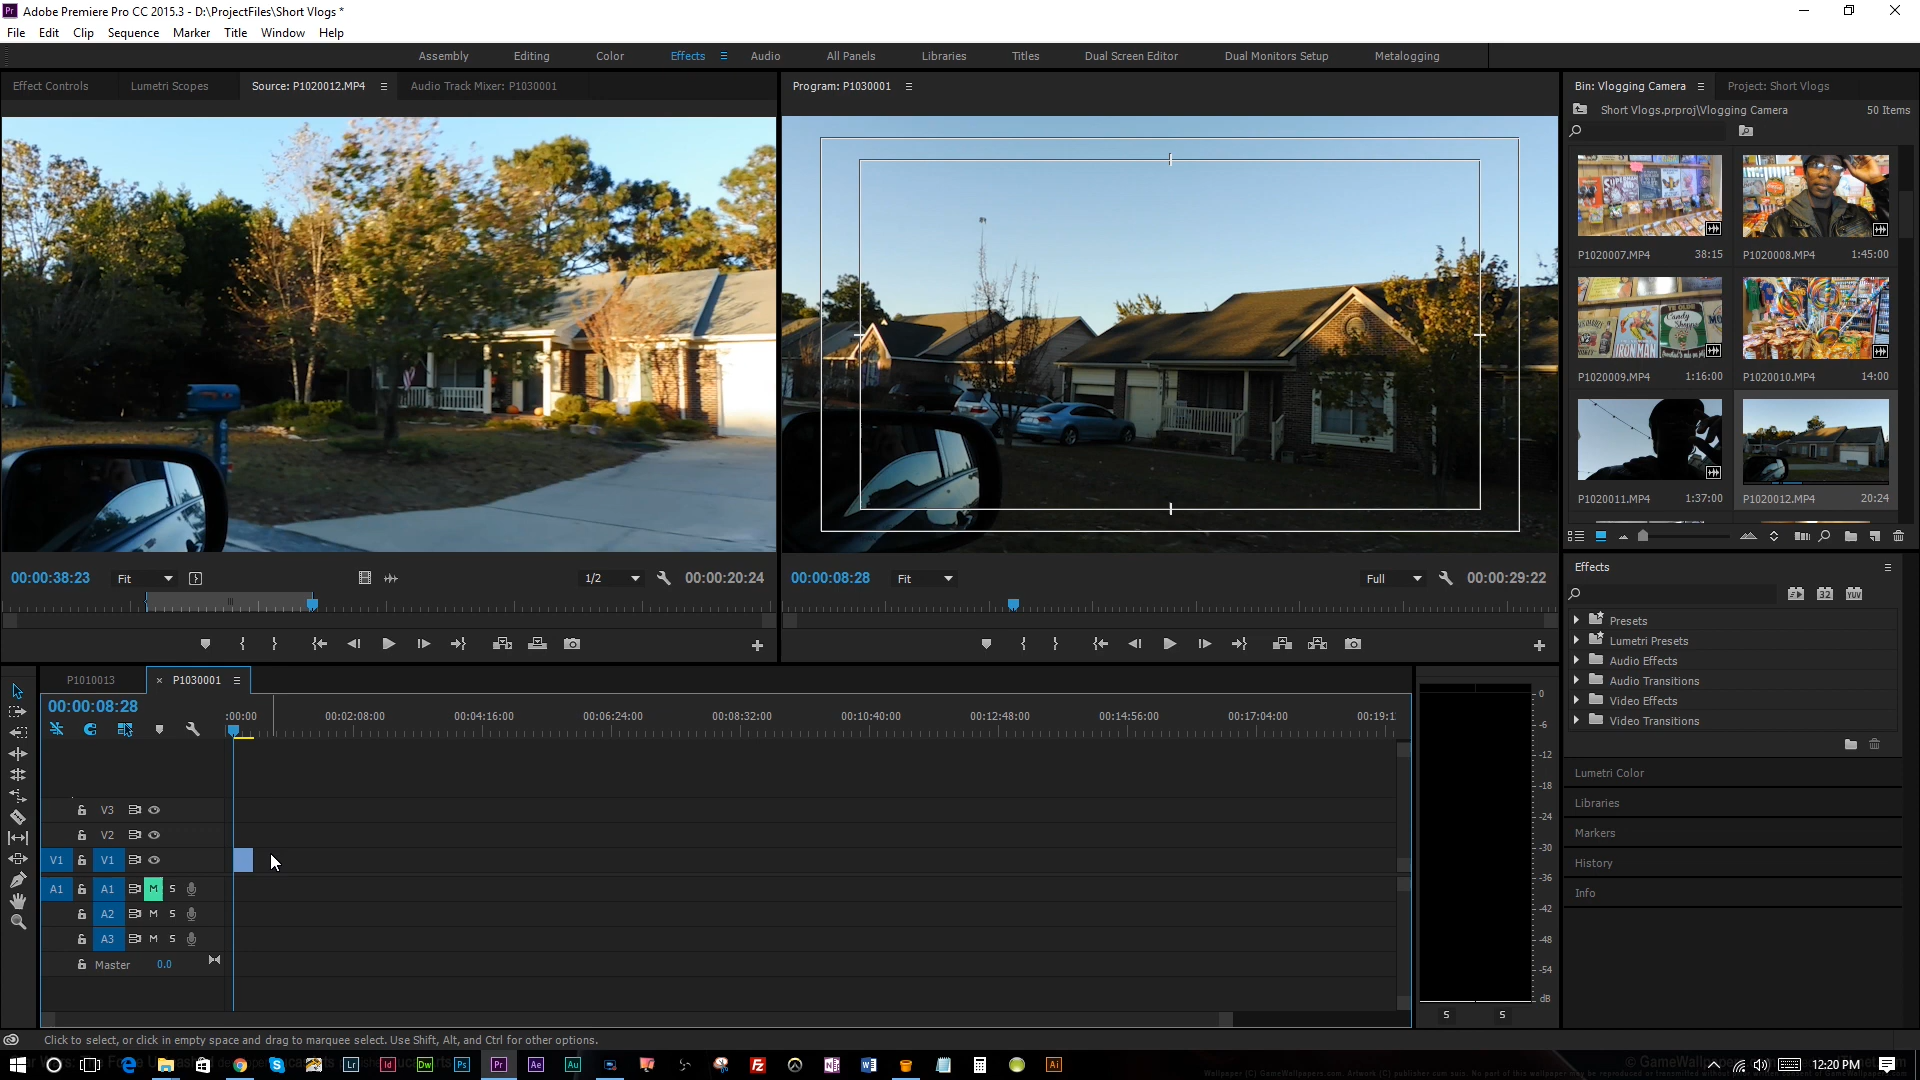 Adobe Premiere Pro CC 2015.3 - D:\ProjectFiles\Short Vlogs *
File Edit Clip Sequence Marker Title Window Help
Assembly Editing Color Effects Audio All Panels Libraries Titles Dual Screen Editor Dual Monitors Setup Metalogging
Effect Controls Lumetri Scopes Source: P1020012.MP4 Audio Track Mixer: P1030001
Program: P1030001
Bin: Vlogging Camera Project: Short Vlogs
Short Vlogs.prproj\Vlogging Camera 50 Items
P1020007.MP4 38:15
P1020008.MP4 1:45:00
P1020009.MP4 1:16:00
P1020010.MP4 14:00
P1020011.MP4 1:37:00
P1020012.MP4 20:24
00:00:38:23 Fit 1/2 00:00:20:24
00:00:08:28 Fit Full 00:00:29:22
Effects
32 YUV
Presets
Lumetri Presets
Audio Effects
Audio Transitions
Video Effects
Video Transitions
Lumetri Color
Libraries
Markers
History
Info
P1010013 × P1030001
00:00:08:28
:00:00 00:02:08:00 00:04:16:00 00:06:24:00 00:08:32:00 00:10:40:00 00:12:48:00 00:14:56:00 00:17:04:00 00:19:1
V3
V2
V1 V1
A1 A1 M S
A2 M S
A3 M S
Master 0.0
0
-6
-12
-18
-24
-30
-36
-42
-48
-54
dB
S S
Click to select, or click in empty space and drag to marquee select. Use Shift, Alt, and Ctrl for other options.
Lr Id Dw Ps Pr Ae Au Ai
12:20 PM